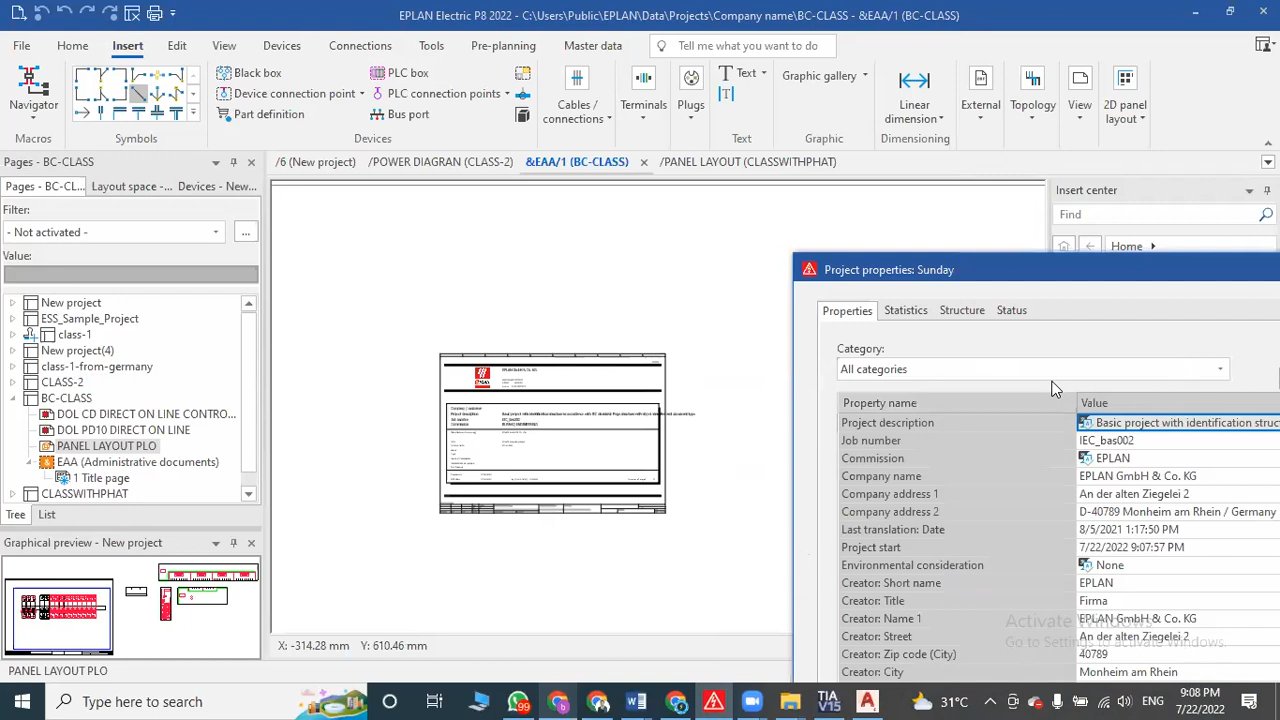 EPLAN Electric P8 2022 - C:\Users\Public\EPLAN\Data\Projects\Company name\BC-CLASS - &EAA/1 (BC-CLASS)
File Home Insert Edit View Devices Connections Tools Pre-planning Master data Tell me what you want to do
Navigator
Macros
Symbols
Black box PLC box
Device connection point PLC connection points
Part definition Bus port
Devices
Cables / connections
Terminals
Plugs
Text
Text
Graphic gallery
Graphic
Linear dimension
Dimensioning
External
Topology
View
2D panel layout
Pages - BC-CLASS
/6 (New project) /POWER DIAGRAN (CLASS-2) &EAA/1 (BC-CLASS) /PANEL LAYOUT (CLASSWITHPHAT)
Pages - BC-CL... Layout space -... Devices - New...
Filter:
- Not activated - ...
Value:
New project
ESS_Sample_Project
class-1
New project(4)
class-1-from-germany
CLASS-2
BC-CLASS
DOL CD DIRECT ON LINE CONTRO...
DOL PD10 DIRECT ON LINE
PANEL LAYOUT PLO
EAA (Administrative documents)
1 Title page
CLASSWITHPHAT
Tree List
Graphical preview - New project
PANEL LAYOUT PLO
X: -314.28 mm Y: 610.46 mm
Insert center
Find
Home
Project properties: Sunday
Properties Statistics Structure Status
Category:
All categories
Property name Value
Project description Basic project with identification struct
Job number IEC_bas002
Commission EPLAN
Company name EPLAN GmbH & Co. KG
Company address 1 An der alten Ziegelei 2
Company address 2 D-40789 Monheim am Rhein / Germany
Last translation: Date 8/5/2021 1:17:50 PM
Project start 7/22/2022 9:07:57 PM
Environmental consideration None
Creator: Short name EPLAN
Creator: Title Firma
Creator: Name 1 EPLAN GmbH & Co. KG
Creator: Street An der alten Ziegelei 2
Creator: Zip code (City) 40789
Creator: City Monheim am Rhein
Activate Windows
Go to Settings to activate Windows.
Type here to search
99
TIA V15
31°C
ENG
9:08 PM
7/22/2022